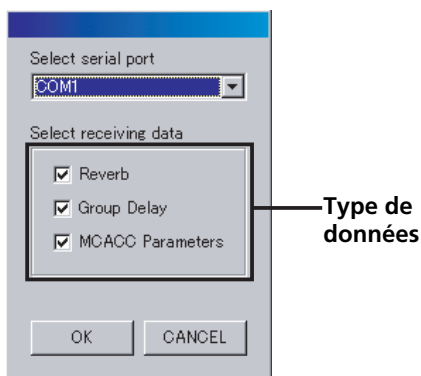 Select serial port
COM1
Select receiving data
Reverb
Group Delay
MCACC Parameters
Type de
données
OK
CANCEL